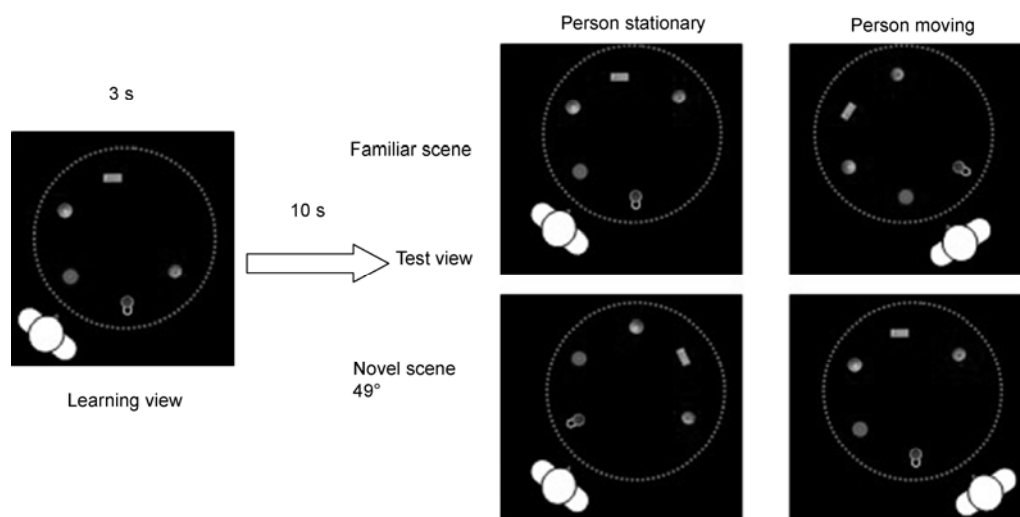 Person stationary
Person moving
3 s
Familiar scene
10 s
Test view
Novel scene
49°
Learning view